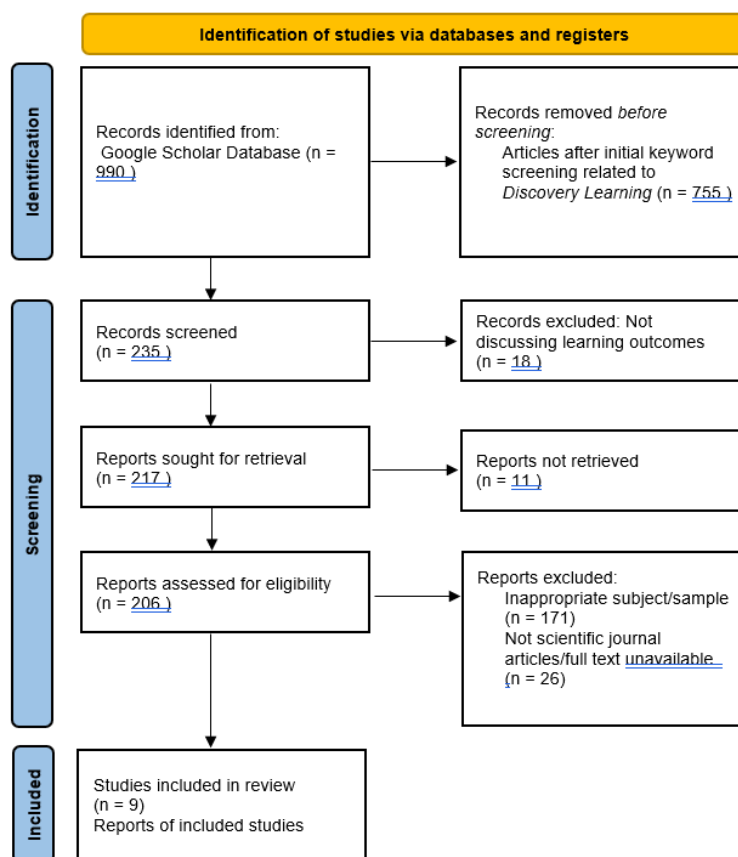 Identification of studies via databases and registers
Identification
Records identified from:
Google Scholar Database (n =
990 )
Records removed before
screening:
Articles after initial keyword
screening related to
Discovery Learning (n = 755 )
Screening
Records screened
(n = 235 )
Records excluded: Not
discussing learning outcomes
(n = 18 )
Reports sought for retrieval
(n = 217 )
Reports not retrieved
(n = 11 )
Reports assessed for eligibility
(n = 206 )
Reports excluded:
Inappropriate subject/sample
(n = 171)
Not scientific journal
articles/full text unavailable
(n = 26)
Included
Studies included in review
(n = 9)
Reports of included studies